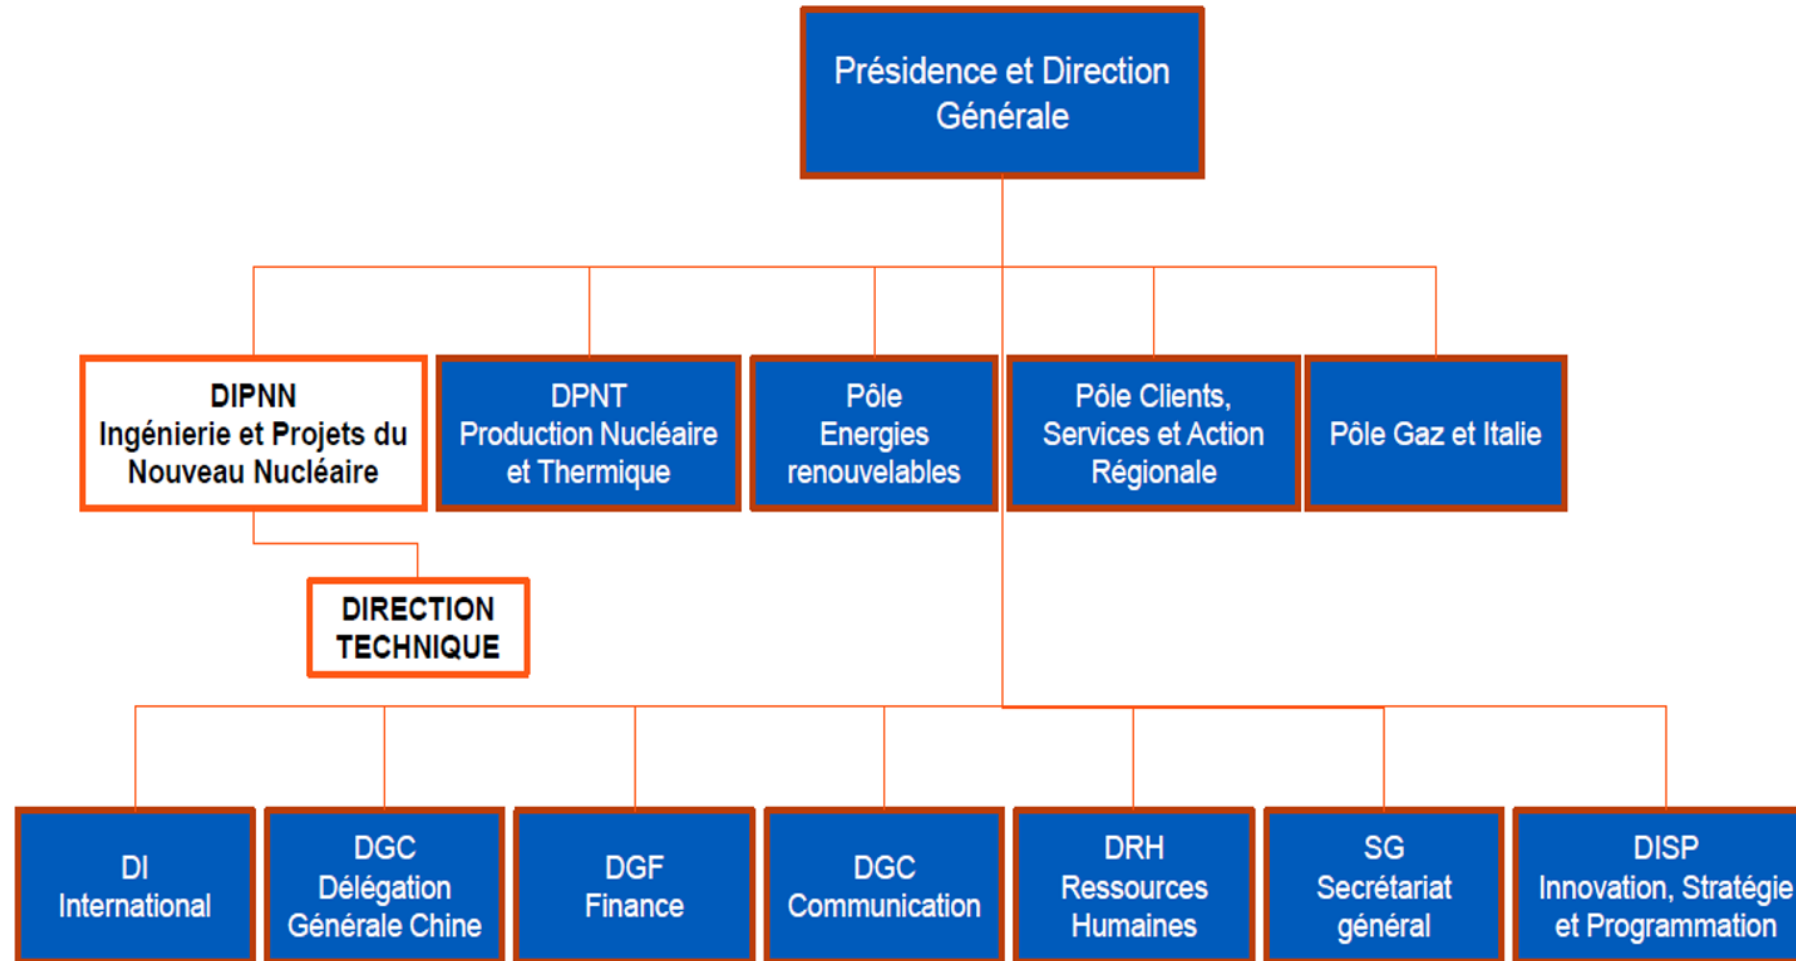 Présidence et Direction
Générale
DIPNN
Ingénierie et Projets du
Nouveau Nucléaire
DPNT
Production Nucléaire
et Thermique
Pôle
Energies
renouvelables
Pôle Clients,
Services et Action
Régionale
Pôle Gaz et Italie
DIRECTION
TECHNIQUE
DI
International
DGC
Délégation
Générale Chine
DGF
Finance
DGC
Communication
DRH
Ressources
Humaines
SG
Secrétariat
général
DISP
Innovation, Stratégie
et Programmation